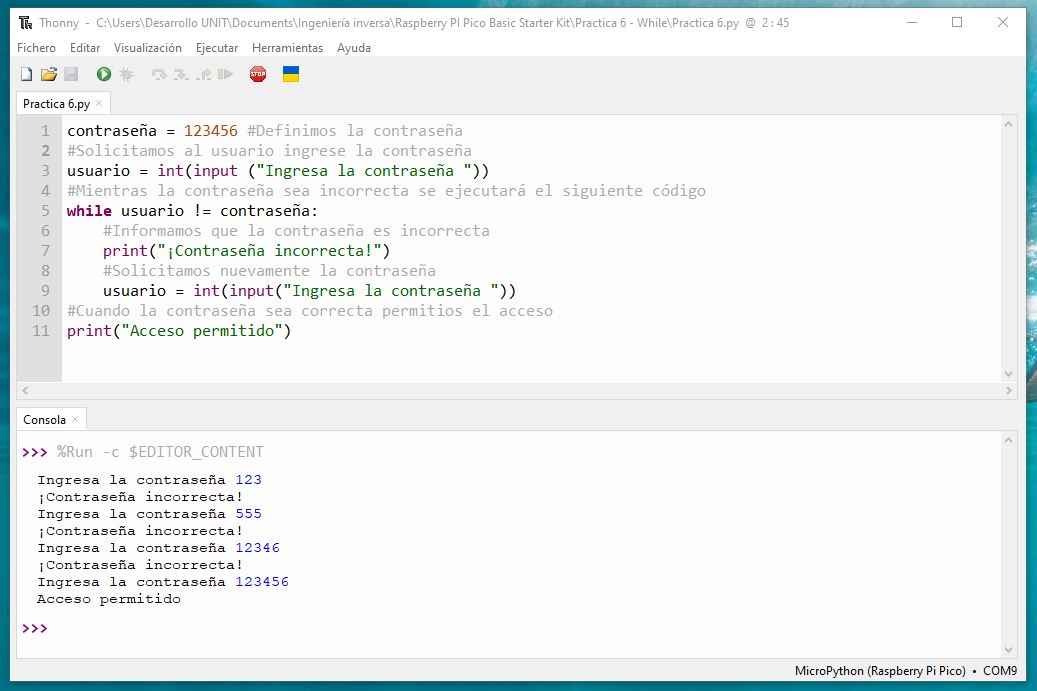 Thonny - C:\Users\Desarrollo UNIT\Documents\Ingeniería inversa\Raspberry PI Pico Basic Starter Kit\Practica 6 - While\Practica 6.py @ 2 : 45
Fichero Editar Visualización Ejecutar Herramientas Ayuda
STOP
Practica 6.py ×
1 contraseña = 123456 #Definimos la contraseña
2 #Solicitamos al usuario ingrese la contraseña
3 usuario = int(input ("Ingresa la contraseña "))
4 #Mientras la contraseña sea incorrecta se ejecutará el siguiente código
5 while usuario != contraseña:
6     #Informamos que la contraseña es incorrecta
7     print("¡Contraseña incorrecta!")
8     #Solicitamos nuevamente la contraseña
9     usuario = int(input("Ingresa la contraseña "))
10 #Cuando la contraseña sea correcta permitios el acceso
11 print("Acceso permitido")
Consola ×
>>> %Run -c $EDITOR_CONTENT
Ingresa la contraseña 123
¡Contraseña incorrecta!
Ingresa la contraseña 555
¡Contraseña incorrecta!
Ingresa la contraseña 12346
¡Contraseña incorrecta!
Ingresa la contraseña 123456
Acceso permitido
>>>
MicroPython (Raspberry Pi Pico) • COM9